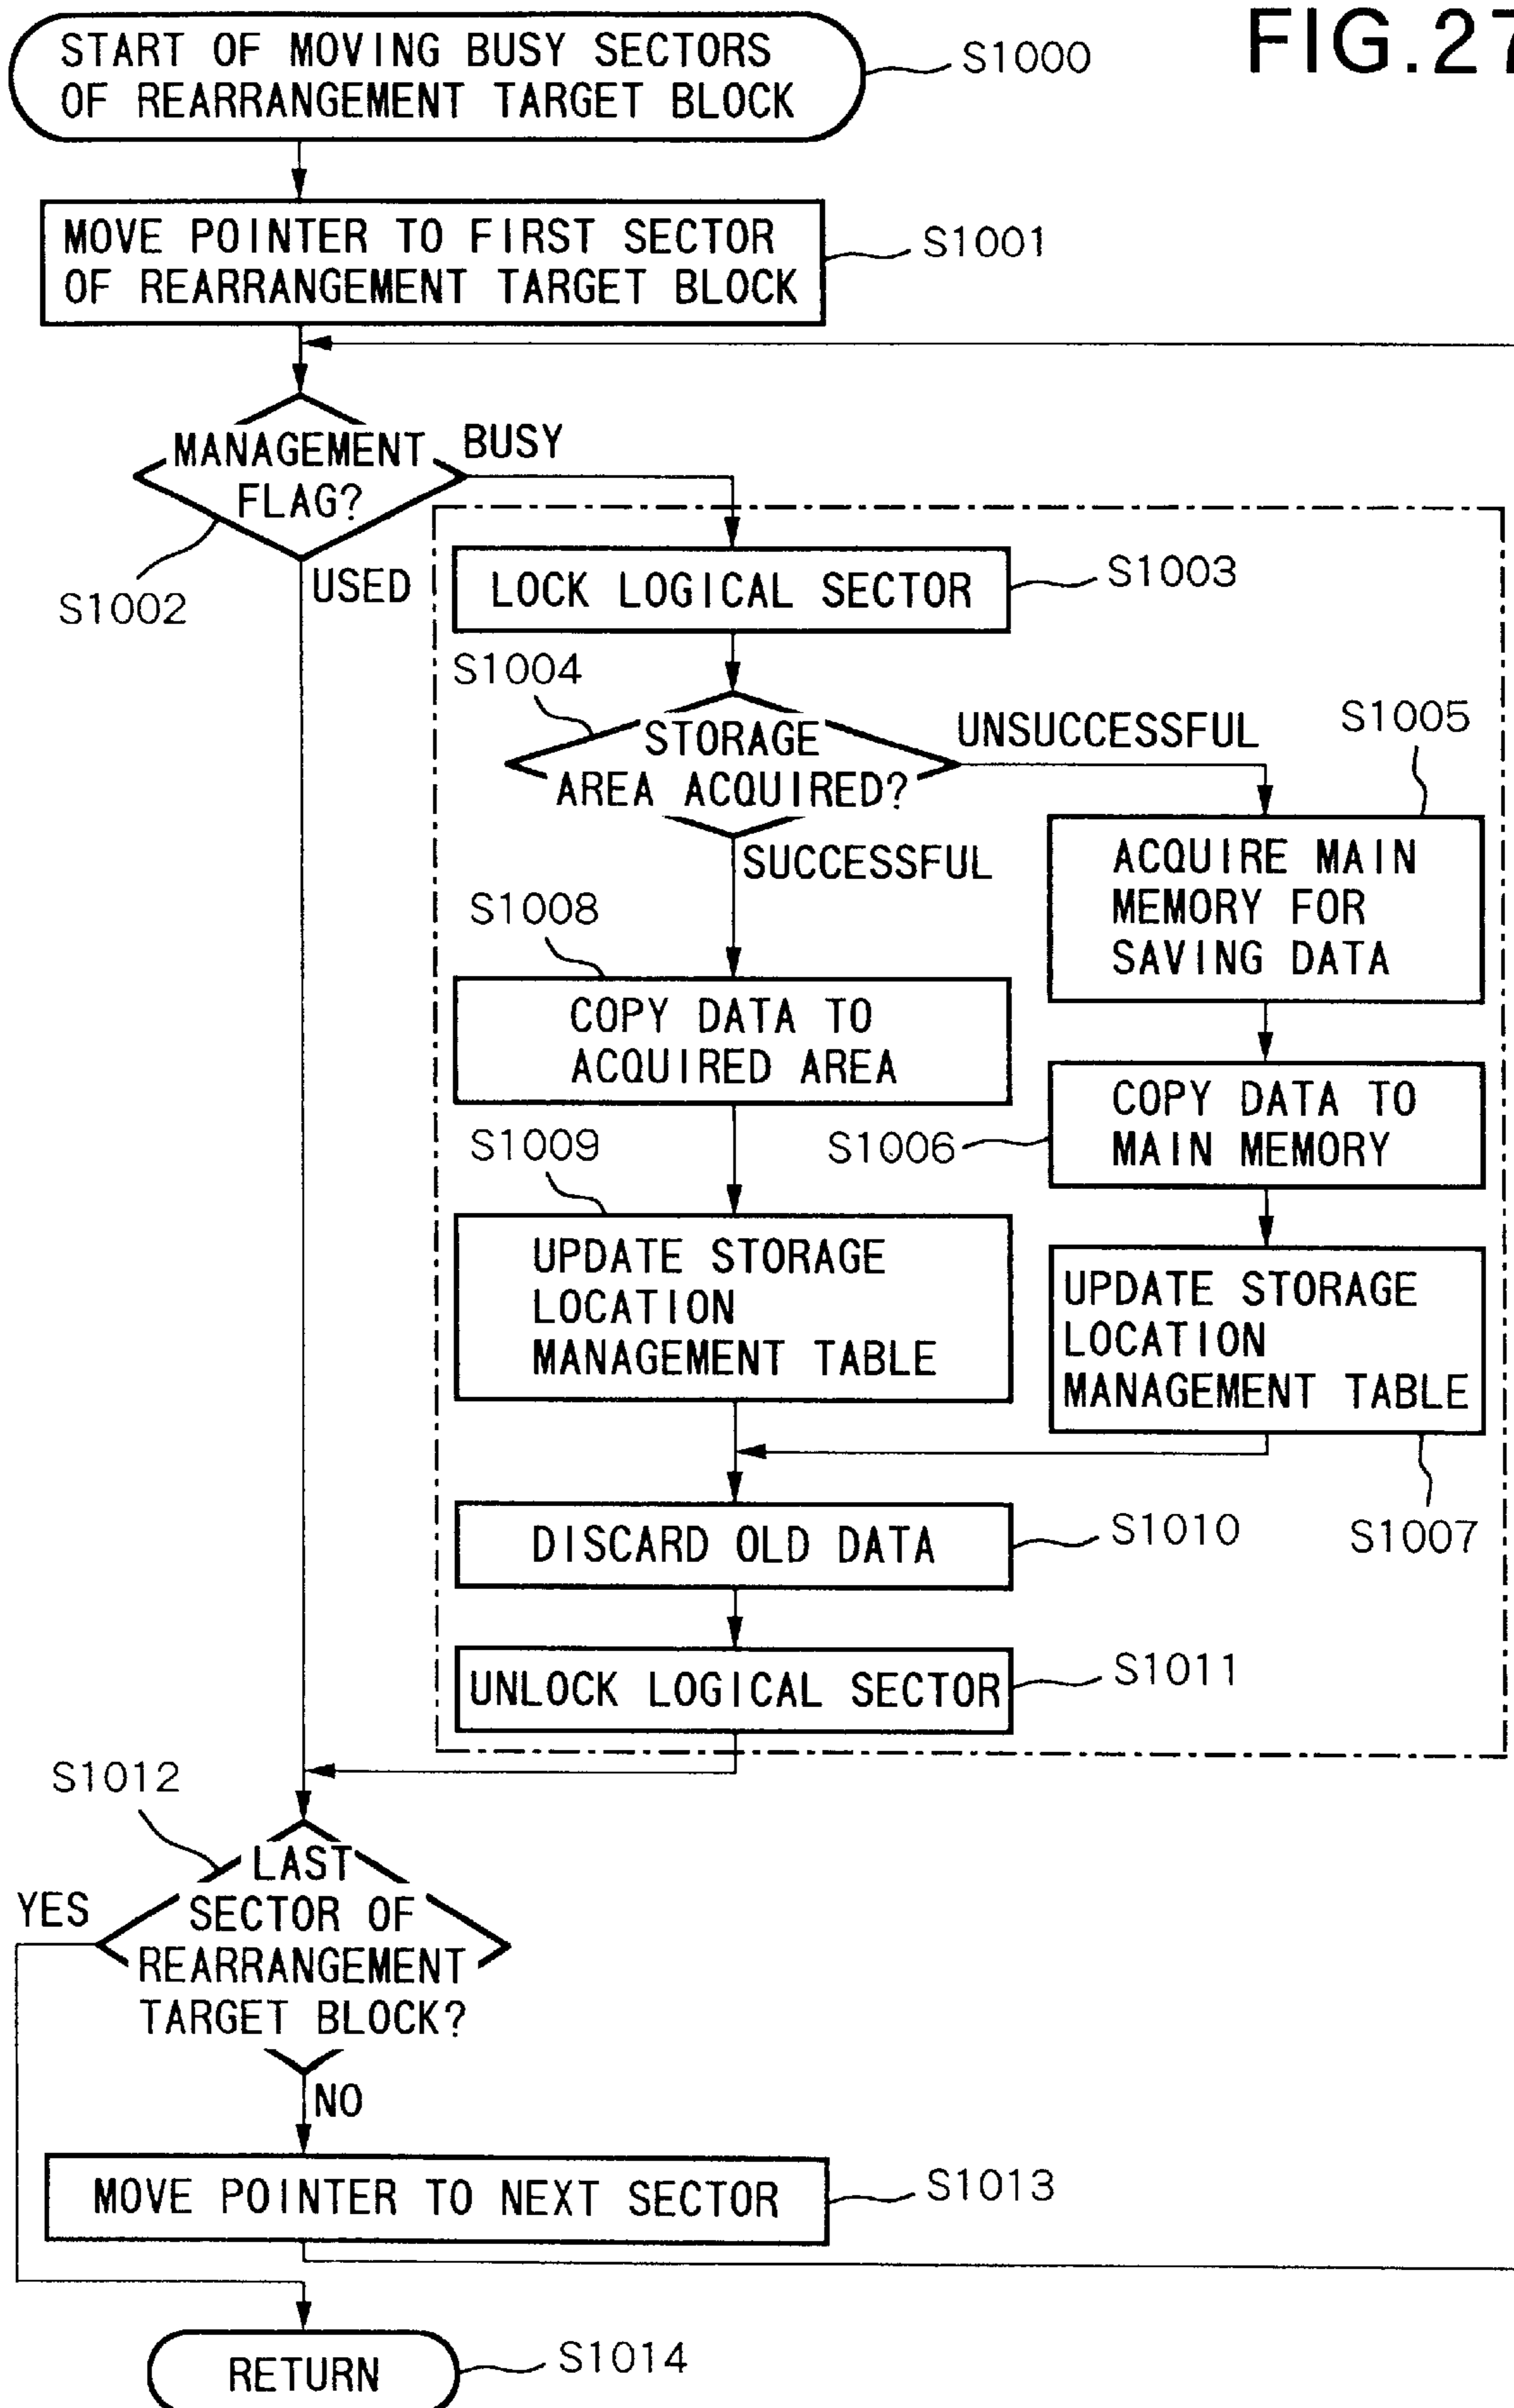 FIG.27
START OF MOVING BUSY SECTORS
OF REARRANGEMENT TARGET BLOCK
S1000
MOVE POINTER TO FIRST SECTOR
OF REARRANGEMENT TARGET BLOCK
S1001
MANAGEMENT
FLAG?
BUSY
USED
S1002
LOCK LOGICAL SECTOR
S1003
S1004
STORAGE
AREA ACQUIRED?
UNSUCCESSFUL
SUCCESSFUL
S1005
ACQUIRE MAIN
MEMORY FOR
SAVING DATA
S1008
COPY DATA TO
ACQUIRED AREA
S1006
COPY DATA TO
MAIN MEMORY
S1009
UPDATE STORAGE
LOCATION
MANAGEMENT TABLE
UPDATE STORAGE
LOCATION
MANAGEMENT TABLE
S1007
DISCARD OLD DATA
S1010
UNLOCK LOGICAL SECTOR
S1011
S1012
LAST
SECTOR OF
REARRANGEMENT
TARGET BLOCK?
YES
NO
MOVE POINTER TO NEXT SECTOR
S1013
RETURN
S1014